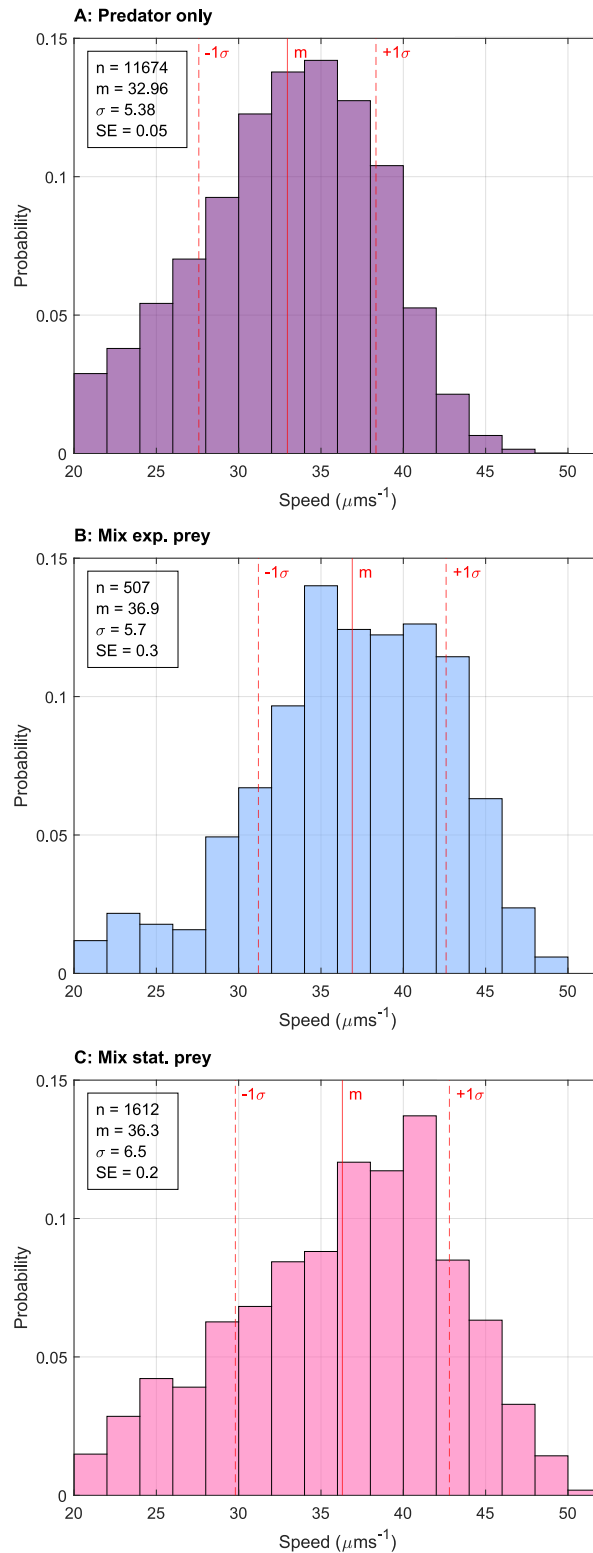 A: Predator only
0.15
0.1
0.05
0
Probability
n = 11674
m = 32.96
σ = 5.38
SE = 0.05
-1σ
m
+1σ
20 25 30 35 40 45 50
Speed (μms⁻¹)
B: Mix exp. prey
0.15
0.1
0.05
0
Probability
n = 507
m = 36.9
σ = 5.7
SE = 0.3
-1σ
m
+1σ
20 25 30 35 40 45 50
Speed (μms⁻¹)
C: Mix stat. prey
0.15
0.1
0.05
0
Probability
n = 1612
m = 36.3
σ = 6.5
SE = 0.2
-1σ
m
+1σ
20 25 30 35 40 45 50
Speed (μms⁻¹)